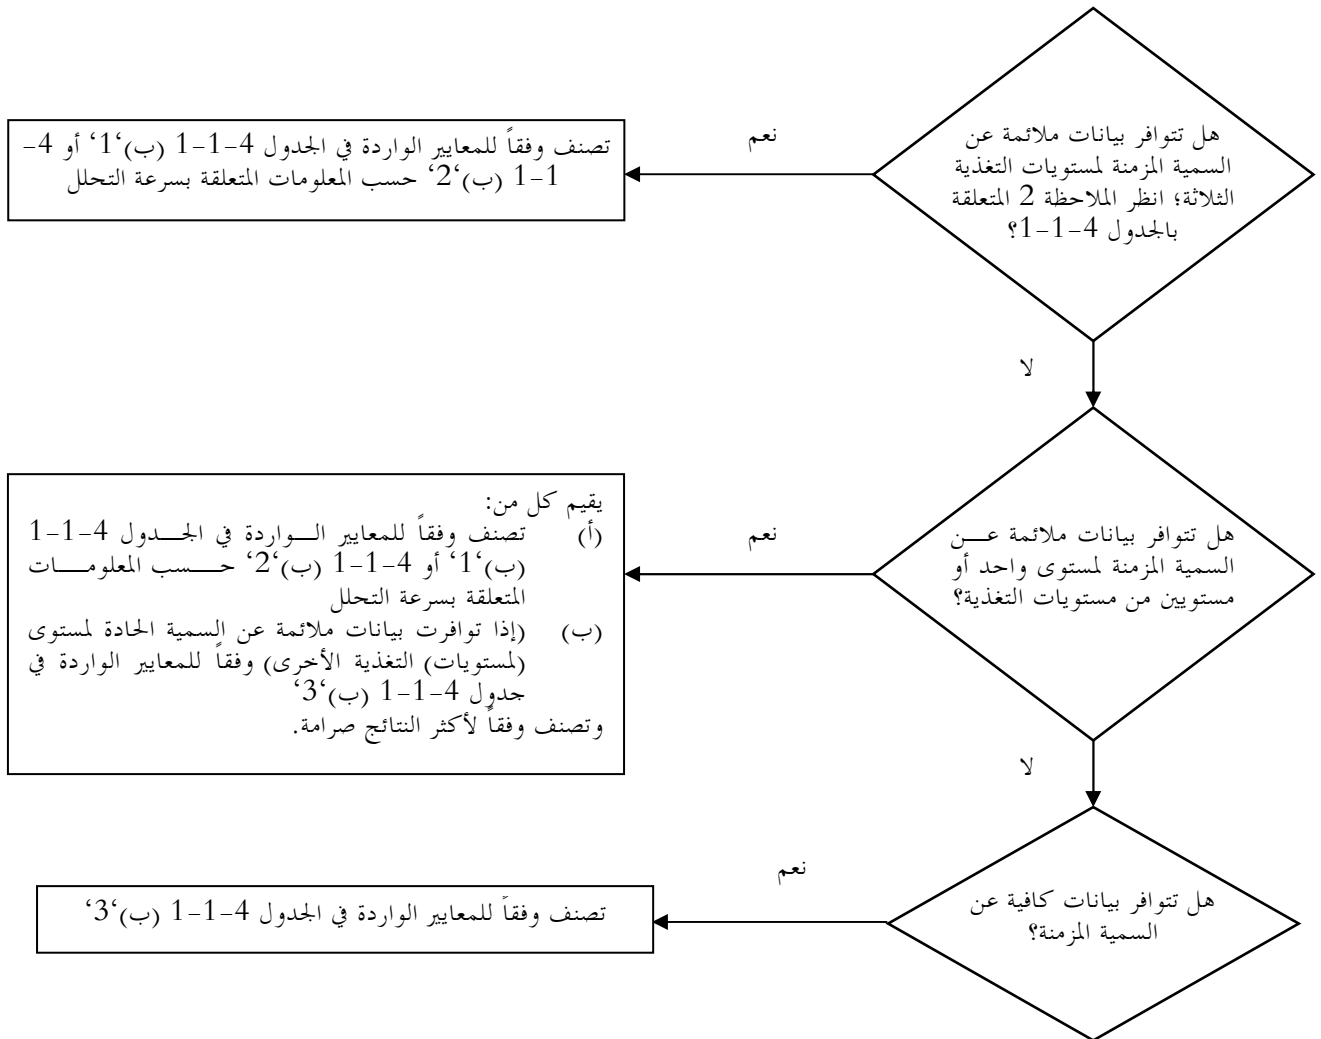 هل تتوافر بيانات ملائمة عن
السمية المزمنة لمستويات التغذية
الثلاثة؛ انظر الملاحظة 2 المتعلقة
بالجدول 4-1-1؟
نعم
تصنف وفقاً للمعايير الواردة في الجدول 4-1-1 (ب)‘1‘ أو 4-
1-1 (ب)‘2‘ حسب المعلومات المتعلقة بسرعة التحلل
لا
هل تتوافر بيانات ملائمة عن
السمية المزمنة لمستوى واحد أو
مستويين من مستويات التغذية؟
نعم
يقيم كل من:
(أ) تصنف وفقاً للمعايير الواردة في الجدول 4-1-1
(ب)‘1‘ أو 4-1-1 (ب)‘2‘ حسب المعلومات
المتعلقة بسرعة التحلل
(ب) (إذا توافرت بيانات ملائمة عن السمية الحادة لمستوى
(لمستويات) التغذية الأخرى) وفقاً للمعايير الواردة في
جدول 4-1-1 (ب)‘3‘
وتصنف وفقاً لأكثر النتائج صرامة.
لا
هل تتوافر بيانات كافية عن
السمية المزمنة؟
نعم
تصنف وفقاً للمعايير الواردة في الجدول 4-1-1 (ب)‘3‘